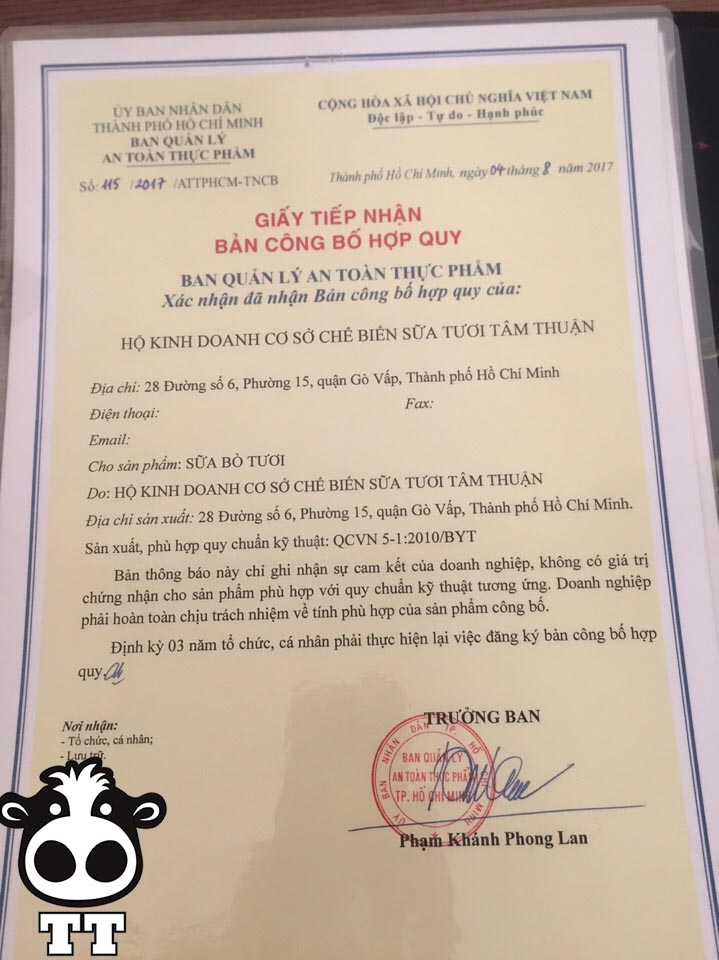 ỦY BAN NHÂN DÂN
THÀNH PHỐ HỒ CHÍ MINH
BAN QUẢN LÝ
AN TOÀN THỰC PHẨM
Số: 115 /2017 /ATTPHCM-TNCB
CỘNG HÒA XÃ HỘI CHỦ NGHĨA VIỆT NAM
Độc lập - Tự do - Hạnh phúc
Thành phố Hồ Chí Minh, ngày 04 tháng 8 năm 2017
GIẤY TIẾP NHẬN
BẢN CÔNG BỐ HỢP QUY
BAN QUẢN LÝ AN TOÀN THỰC PHẨM
Xác nhận đã nhận Bản công bố hợp quy của:
HỘ KINH DOANH CƠ SỞ CHẾ BIẾN SỮA TƯƠI TÂM THUẬN
Địa chỉ: 28 Đường số 6, Phường 15, quận Gò Vấp, Thành phố Hồ Chí Minh
Điện thoại: Fax:
Email:
Cho sản phẩm: SỮA BÒ TƯƠI
Do: HỘ KINH DOANH CƠ SỞ CHẾ BIẾN SỮA TƯƠI TÂM THUẬN
Địa chỉ sản xuất: 28 Đường số 6, Phường 15, quận Gò Vấp, Thành phố Hồ Chí Minh.
Sản xuất, phù hợp quy chuẩn kỹ thuật: QCVN 5-1:2010/BYT
Bản thông báo này chỉ ghi nhận sự cam kết của doanh nghiệp, không có giá trị
chứng nhận cho sản phẩm phù hợp với quy chuẩn kỹ thuật tương ứng. Doanh nghiệp
phải hoàn toàn chịu trách nhiệm về tính phù hợp của sản phẩm công bố.
Định kỳ 03 năm tổ chức, cá nhân phải thực hiện lại việc đăng ký bản công bố hợp
quy.
Nơi nhận:
- Tổ chức, cá nhân;
- Lưu trữ.
TRƯỞNG BAN
ỦY BAN NHÂN DÂN TP. HỒ CHÍ MINH
BAN QUẢN LÝ
AN TOÀN THỰC PHẨM
TP. HỒ CHÍ MINH
Phạm Khánh Phong Lan
TT